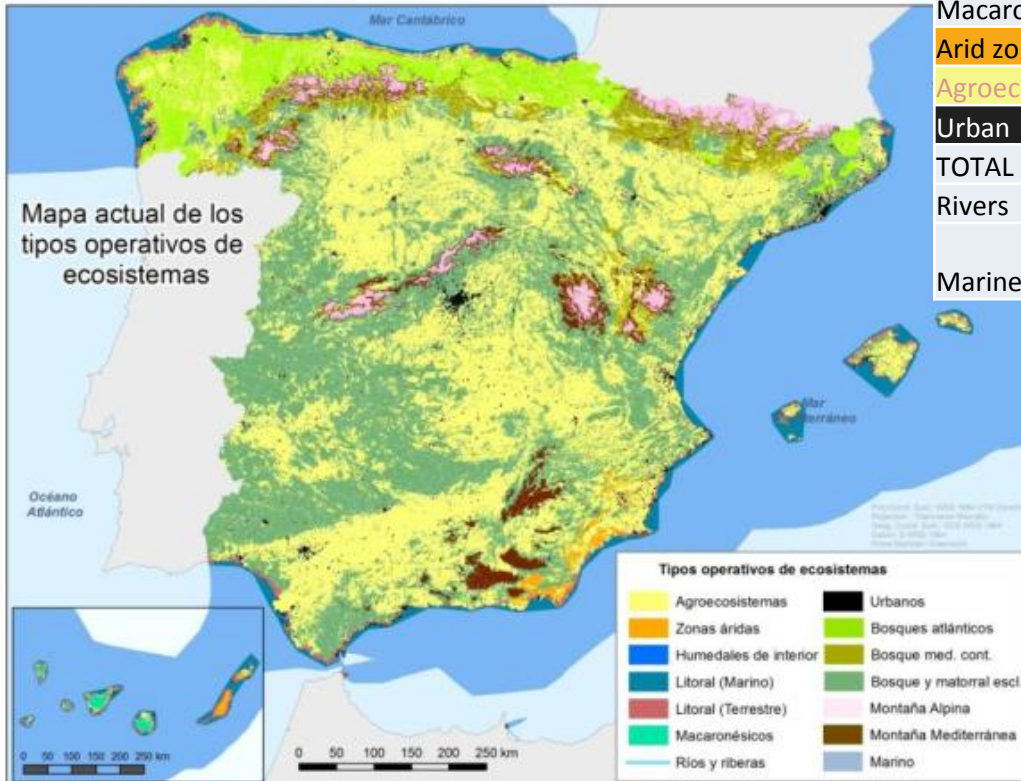 Mar Cantábrico
Macaro
Arid zo
Agroec
Urban
TOTAL
Rivers
Marine
Mapa actual de los
tipos operativos de
ecosistemas
Mar
Océano
Atlántico
Tipos operativos de ecosistemas
Agroecosistemas
Zonas áridas
Humedales de interior
Litoral (Marino)
Litoral (Terrestre)
Macaronésicos
Ríos y riberas
Urbanos
Bosques atlánticos
Bosque med. cont.
Bosque y matorral escl.
Montaña Alpina
Montaña Mediterránea
Marino
0 50 100 150 200 250 km
0 50 100 150 200 250 km